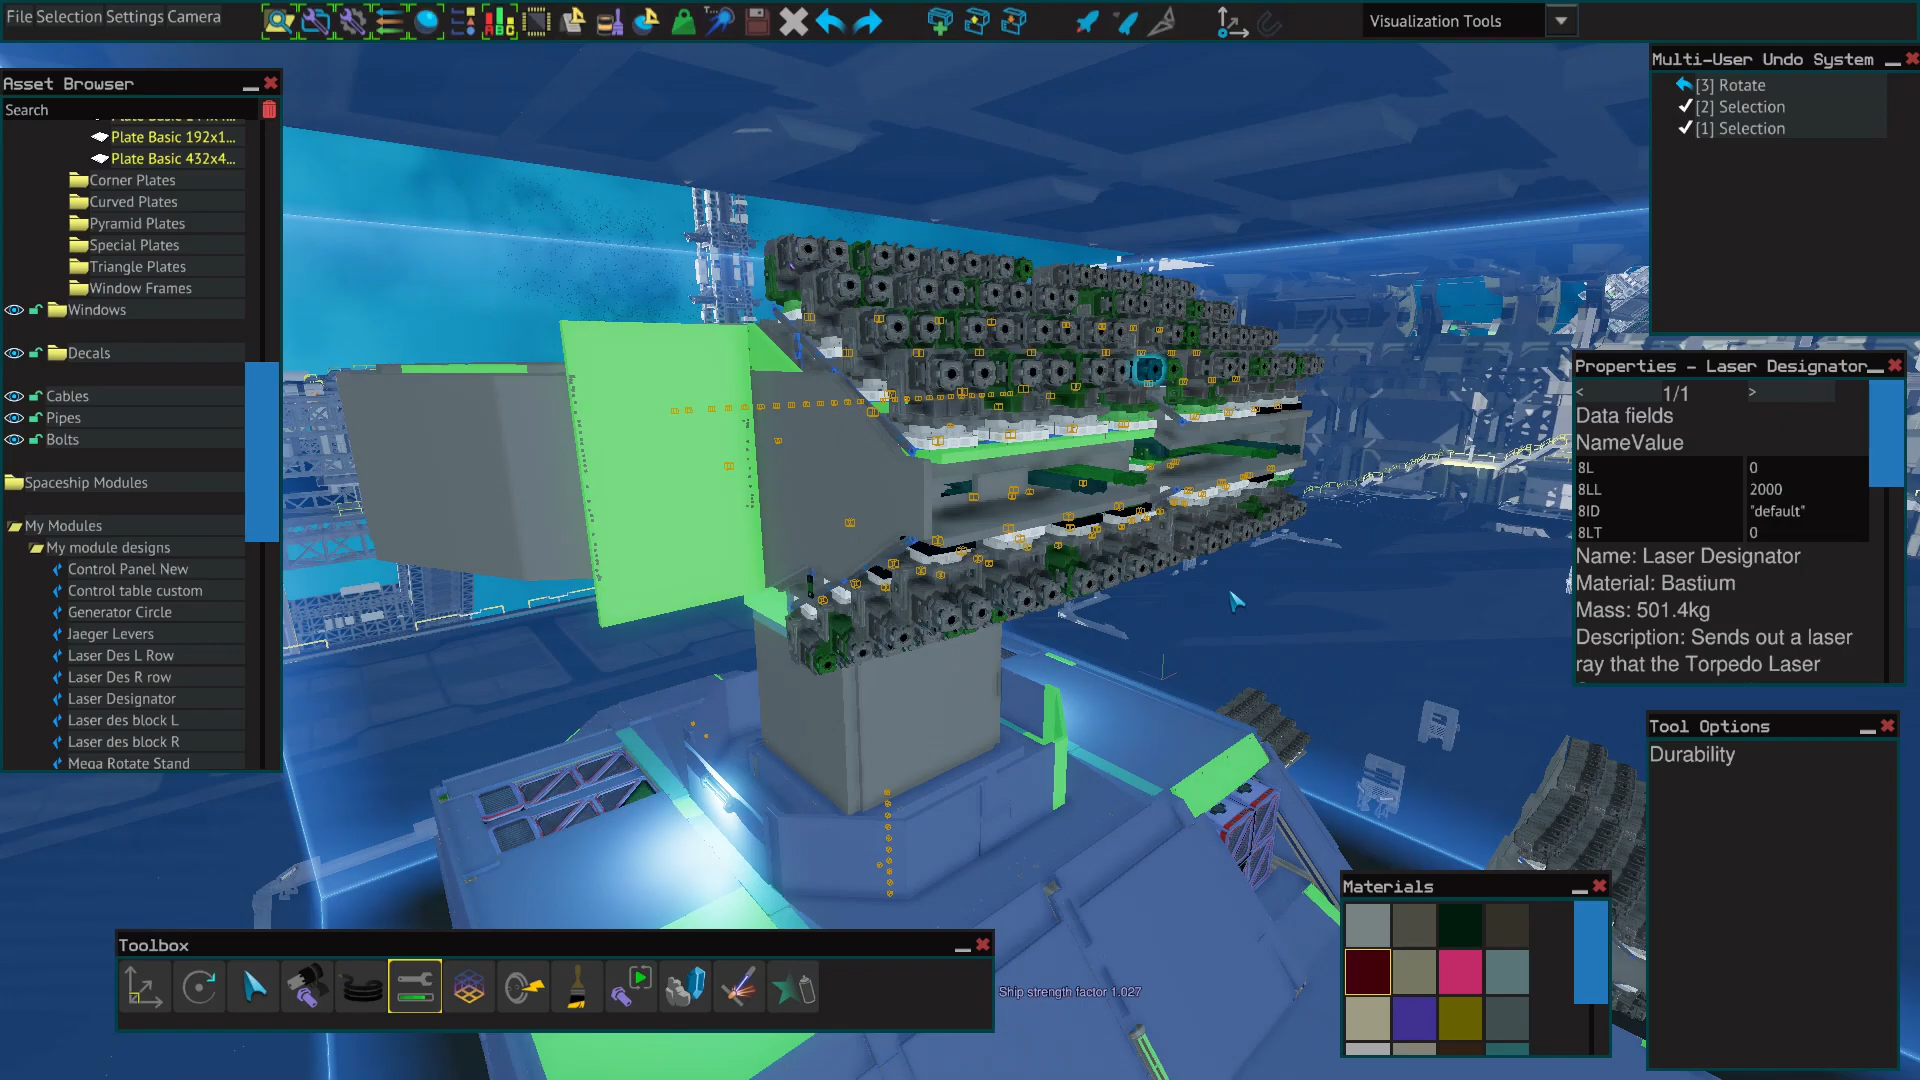 File Selection Settings Camera
Visualization Tools
Asset Browser
Search
Plate Basic 192x1...
Plate Basic 432x4...
Corner Plates
Curved Plates
Pyramid Plates
Special Plates
Triangle Plates
Window Frames
Windows
Decals
Cables
Pipes
Bolts
Spaceship Modules
My Modules
My module designs
Control Panel New
Control table custom
Generator Circle
Jaeger Levers
Laser Des L Row
Laser Des R row
Laser Designator
Laser des block L
Laser des block R
Mega Rotate Stand
Multi-User Undo System
[3] Rotate
[2] Selection
[1] Selection
Properties - Laser Designator
< 1/1 >
Data fields
NameValue
8L 0
8LL 2000
8ID "default"
8LT 0
Name: Laser Designator
Material: Bastium
Mass: 501.4kg
Description: Sends out a laser
ray that the Torpedo Laser
Tool Options
Durability
Materials
Toolbox
Ship strength factor 1.027